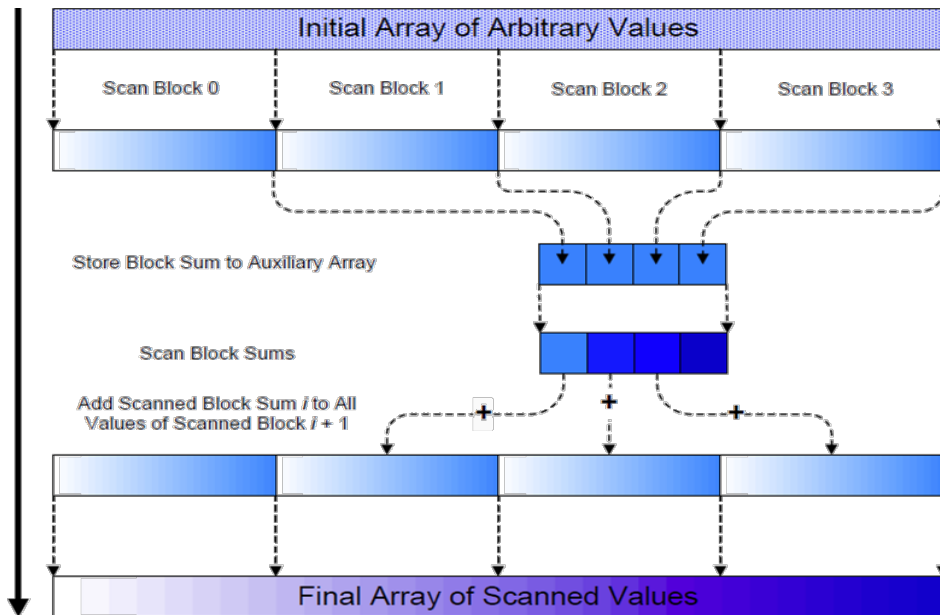 Initial Array of Arbitrary Values
Scan Block 0
Scan Block 1
Scan Block 2
Scan Block 3
Store Block Sum to Auxiliary Array
Scan Block Sums
Add Scanned Block Sum i to All
Values of Scanned Block i + 1
+
+
+
Final Array of Scanned Values